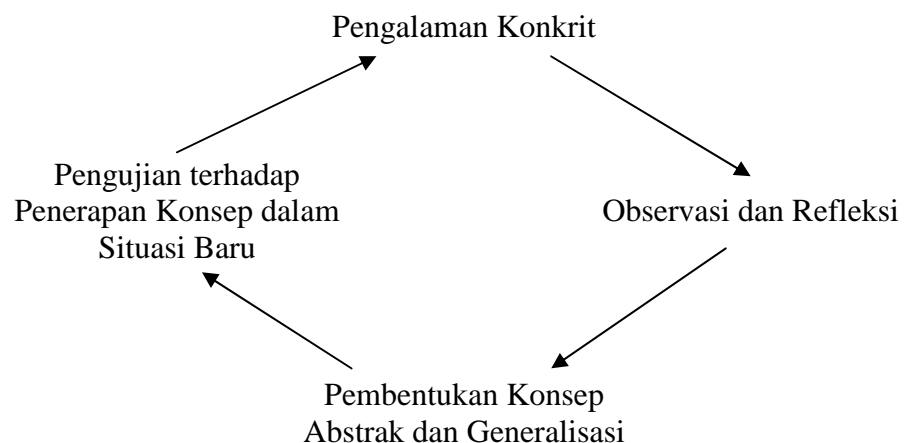 Pengalaman Konkrit
Pengujian terhadap
Penerapan Konsep dalam
Situasi Baru
Observasi dan Refleksi
Pembentukan Konsep
Abstrak dan Generalisasi